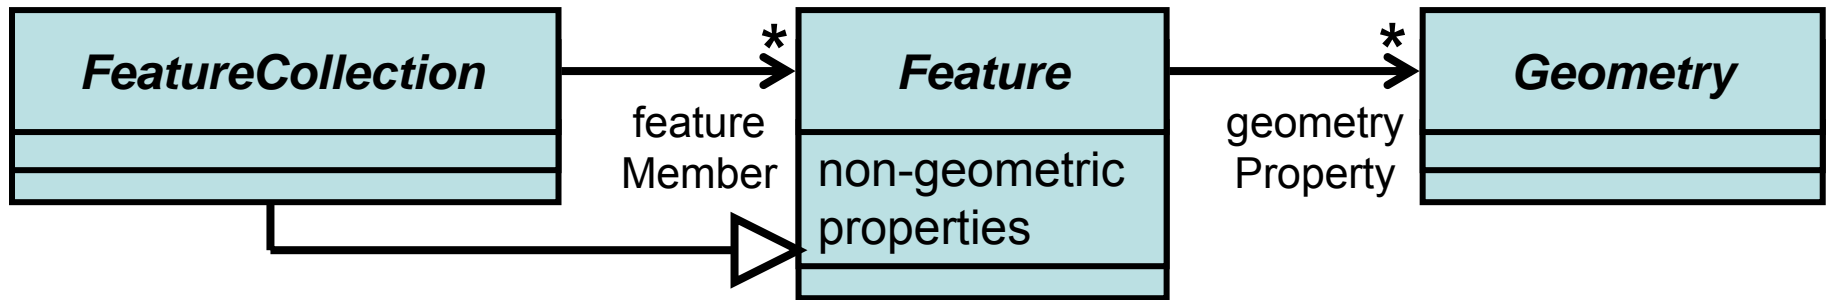 FeatureCollection
*
feature
Member
Feature
non-geometric
properties
*
geometry
Property
Geometry